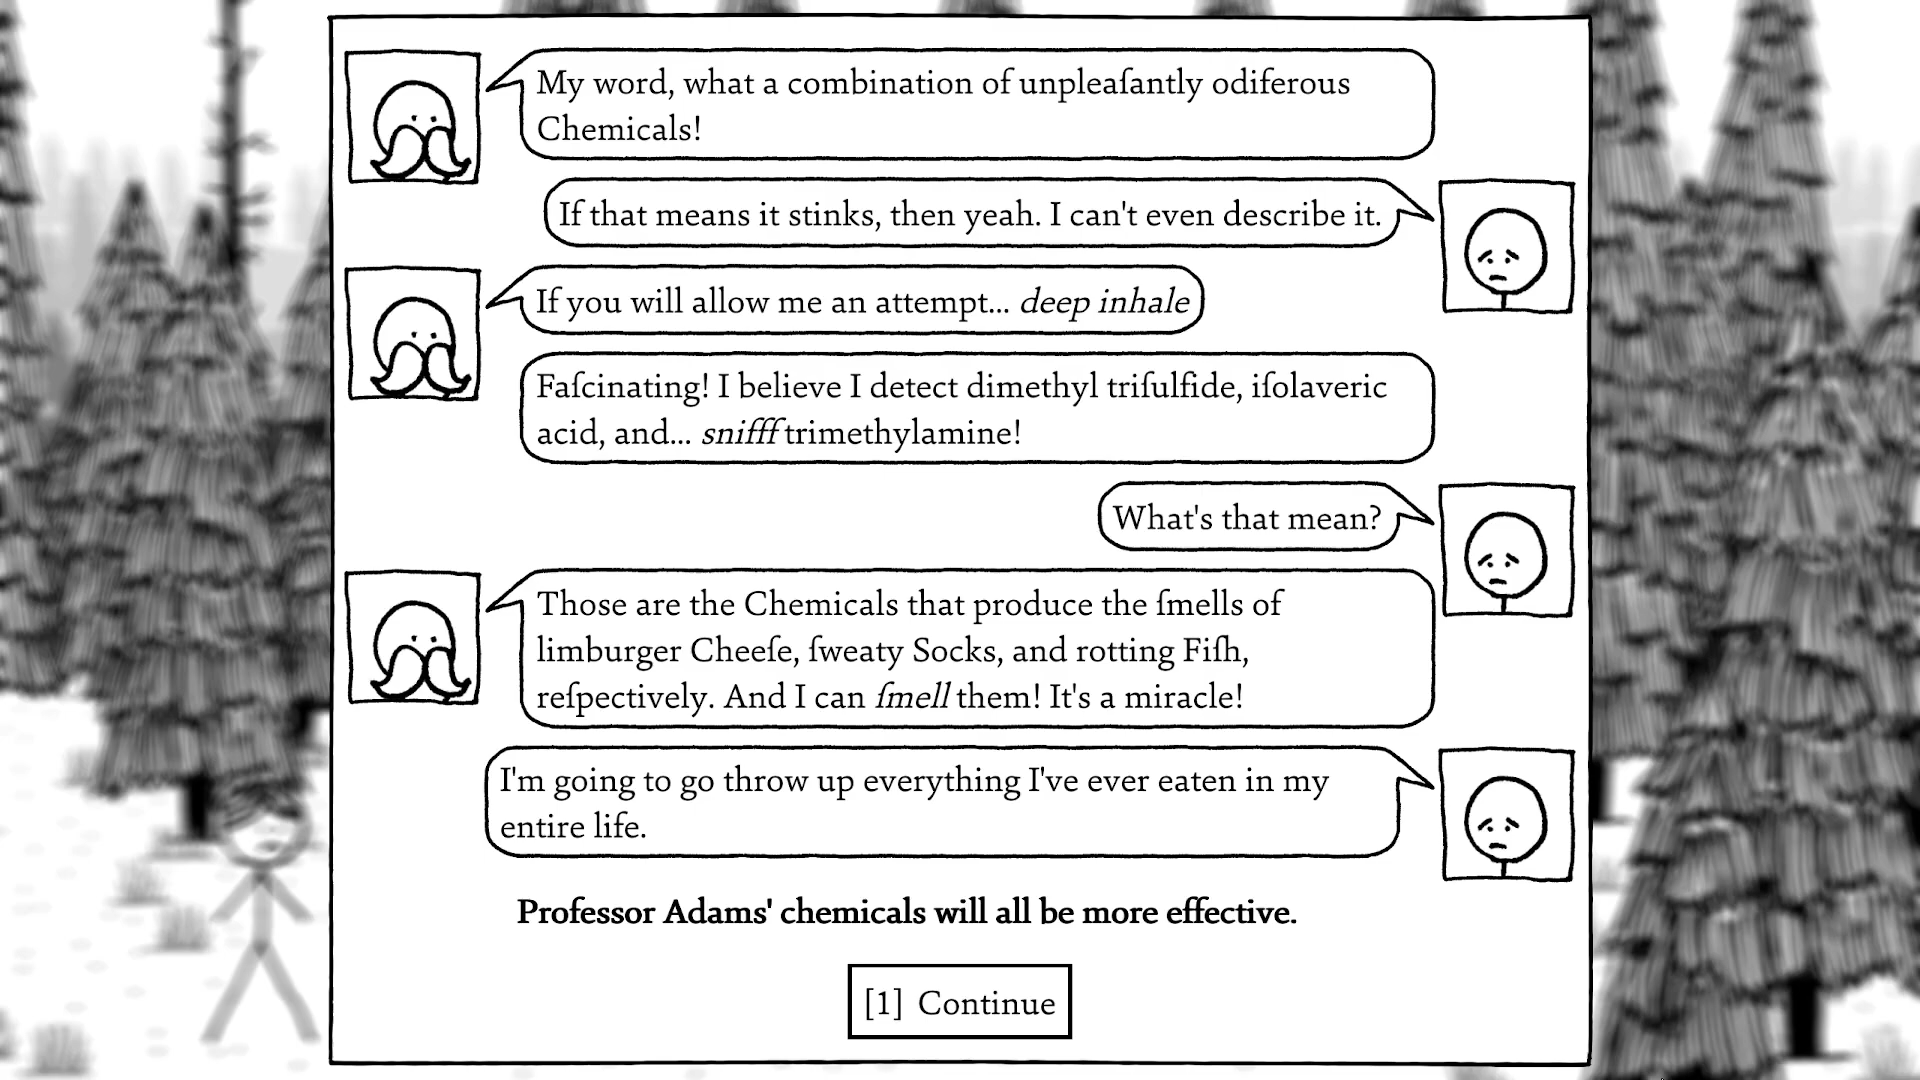 My word, what a combination of unpleaſantly odiferous
Chemicals!
If that means it stinks, then yeah. I can't even describe it.
If you will allow me an attempt... deep inhale
Faſcinating! I believe I detect dimethyl triſulfide, iſolaveric
acid, and... snifff trimethylamine!
What's that mean?
Those are the Chemicals that produce the ſmells of
limburger Cheeſe, ſweaty Socks, and rotting Fiſh,
reſpectively. And I can ſmell them! It's a miracle!
I'm going to go throw up everything I've ever eaten in my
entire life.
Professor Adams' chemicals will all be more effective.
[1] Continue